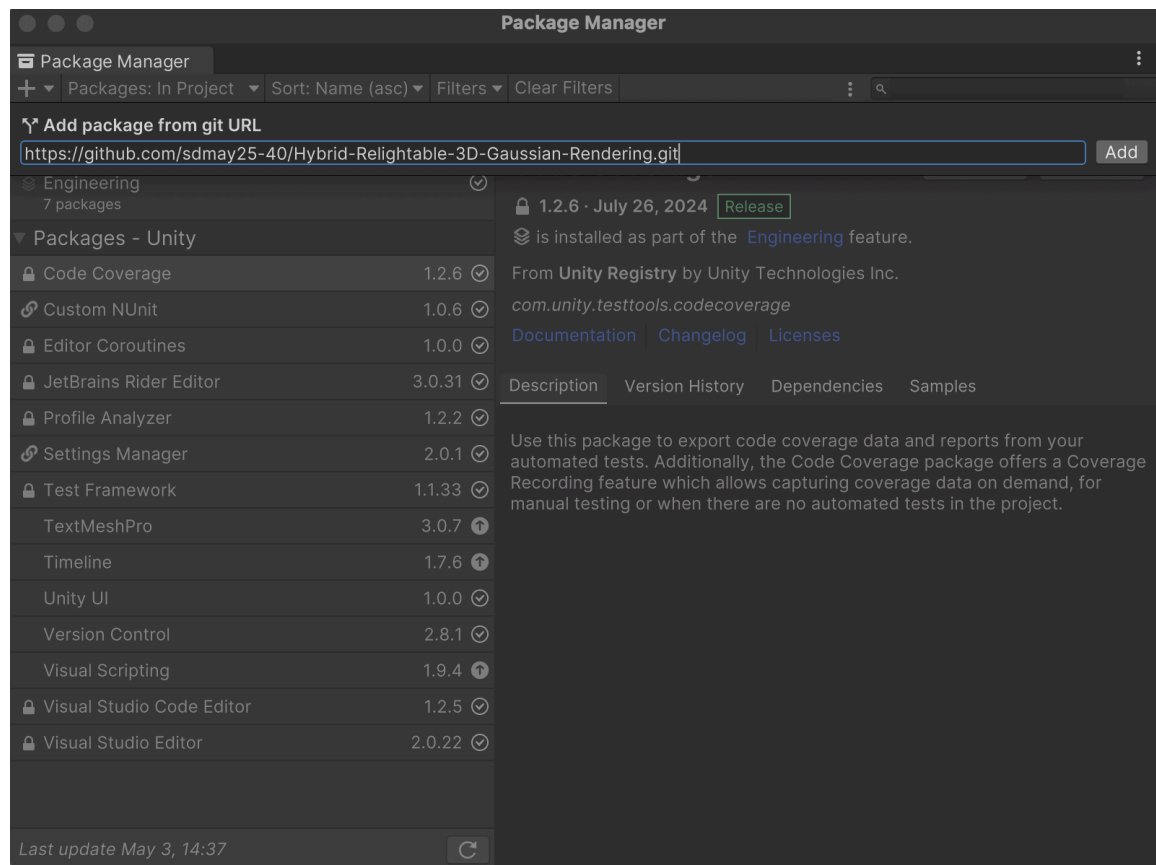 Package Manager
Package Manager
Packages: In Project
Sort: Name (asc)
Filters
Clear Filters
Add package from git URL
https://github.com/sdmay25-40/Hybrid-Relightable-3D-Gaussian-Rendering.git
Add
Engineering
7 packages
Packages - Unity
Code Coverage 1.2.6
Custom NUnit 1.0.6
Editor Coroutines 1.0.0
JetBrains Rider Editor 3.0.31
Profile Analyzer 1.2.2
Settings Manager 2.0.1
Test Framework 1.1.33
TextMeshPro 3.0.7
Timeline 1.7.6
Unity UI 1.0.0
Version Control 2.8.1
Visual Scripting 1.9.4
Visual Studio Code Editor 1.2.5
Visual Studio Editor 2.0.22
Last update May 3, 14:37
1.2.6 · July 26, 2024 Release
is installed as part of the Engineering feature.
From Unity Registry by Unity Technologies Inc.
com.unity.testtools.codecoverage
Documentation Changelog Licenses
Description Version History Dependencies Samples
Use this package to export code coverage data and reports from your
automated tests. Additionally, the Code Coverage package offers a Coverage
Recording feature which allows capturing coverage data on demand, for
manual testing or when there are no automated tests in the project.